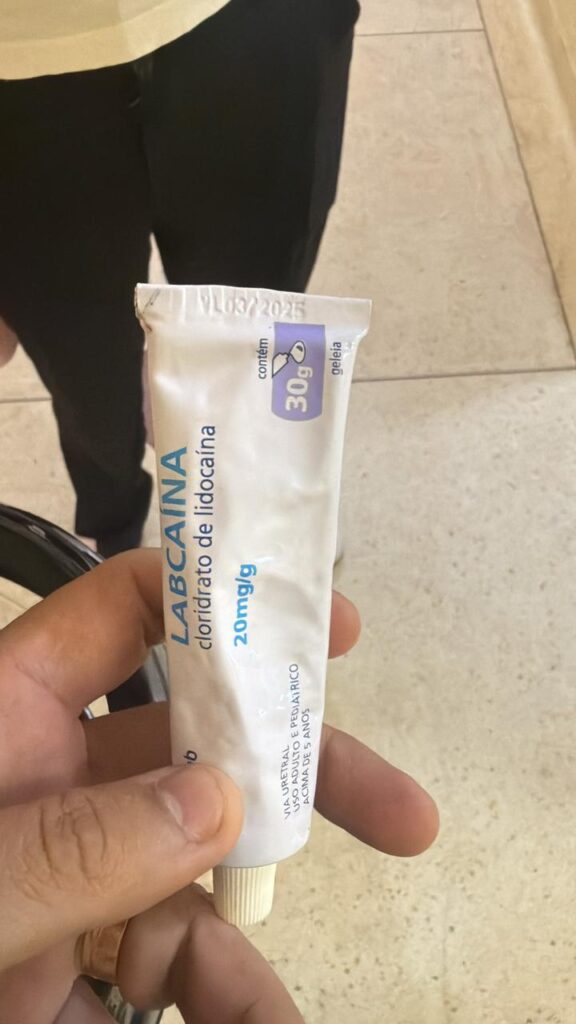 VL03/2025
contém
30g
geleia
LABCAÍNA
cloridrato de lidocaína
20mg/g
VIA URETRAL
USO ADULTO E PEDIÁTRICO
ACIMA DE 5 ANOS